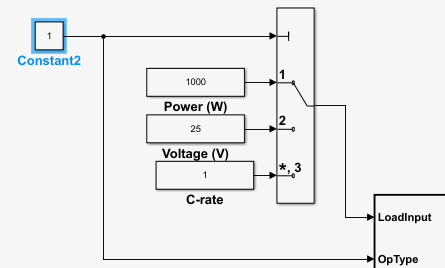 1
Constant2
1000
1
Power (W)
25
2
Voltage (V)
1
*, 3
C-rate
LoadInput
OpType